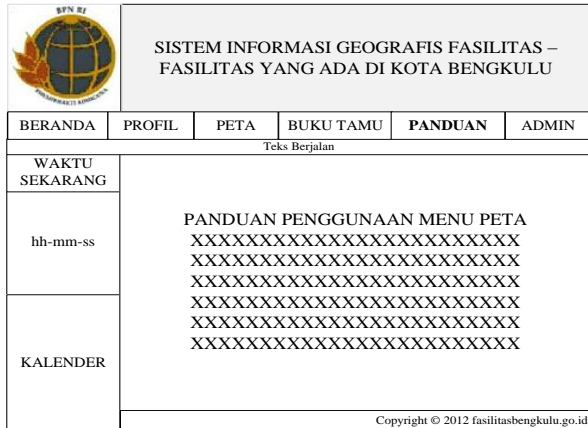 BPN RI
SISTEM INFORMASI GEOGRAFIS FASILITAS –
FASILITAS YANG ADA DI KOTA BENGKULU
BERANDA PROFIL PETA BUKU TAMU PANDUAN ADMIN
Teks Berjalan
WAKTU
SEKARANG
hh-mm-ss
KALENDER
PANDUAN PENGGUNAAN MENU PETA
XXXXXXXXXXXXXXXXXXXXXXXX
XXXXXXXXXXXXXXXXXXXXXXXX
XXXXXXXXXXXXXXXXXXXXXXXX
XXXXXXXXXXXXXXXXXXXXXXXX
XXXXXXXXXXXXXXXXXXXXXXXX
XXXXXXXXXXXXXXXXXXXXXXXX
Copyright © 2012 fasilitasbengkulu.go.id